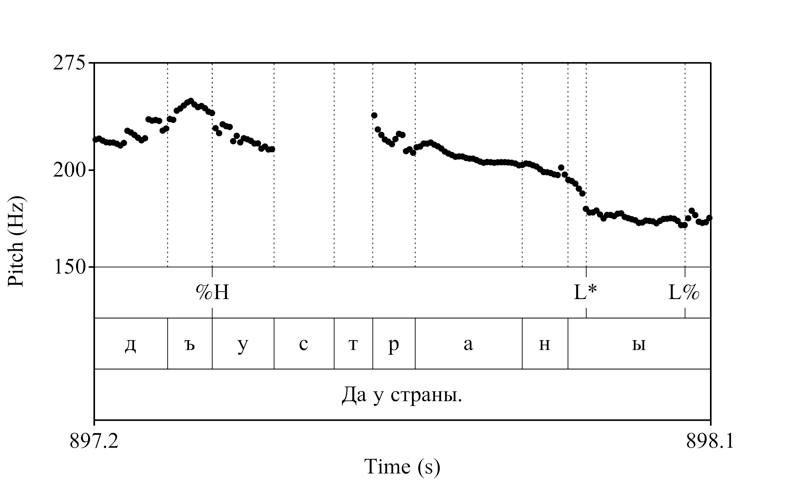 275
200
150
Pitch (Hz)
%H L* L%
д ъ у с т р а н ы
Да у страны.
897.2 898.1
Time (s)